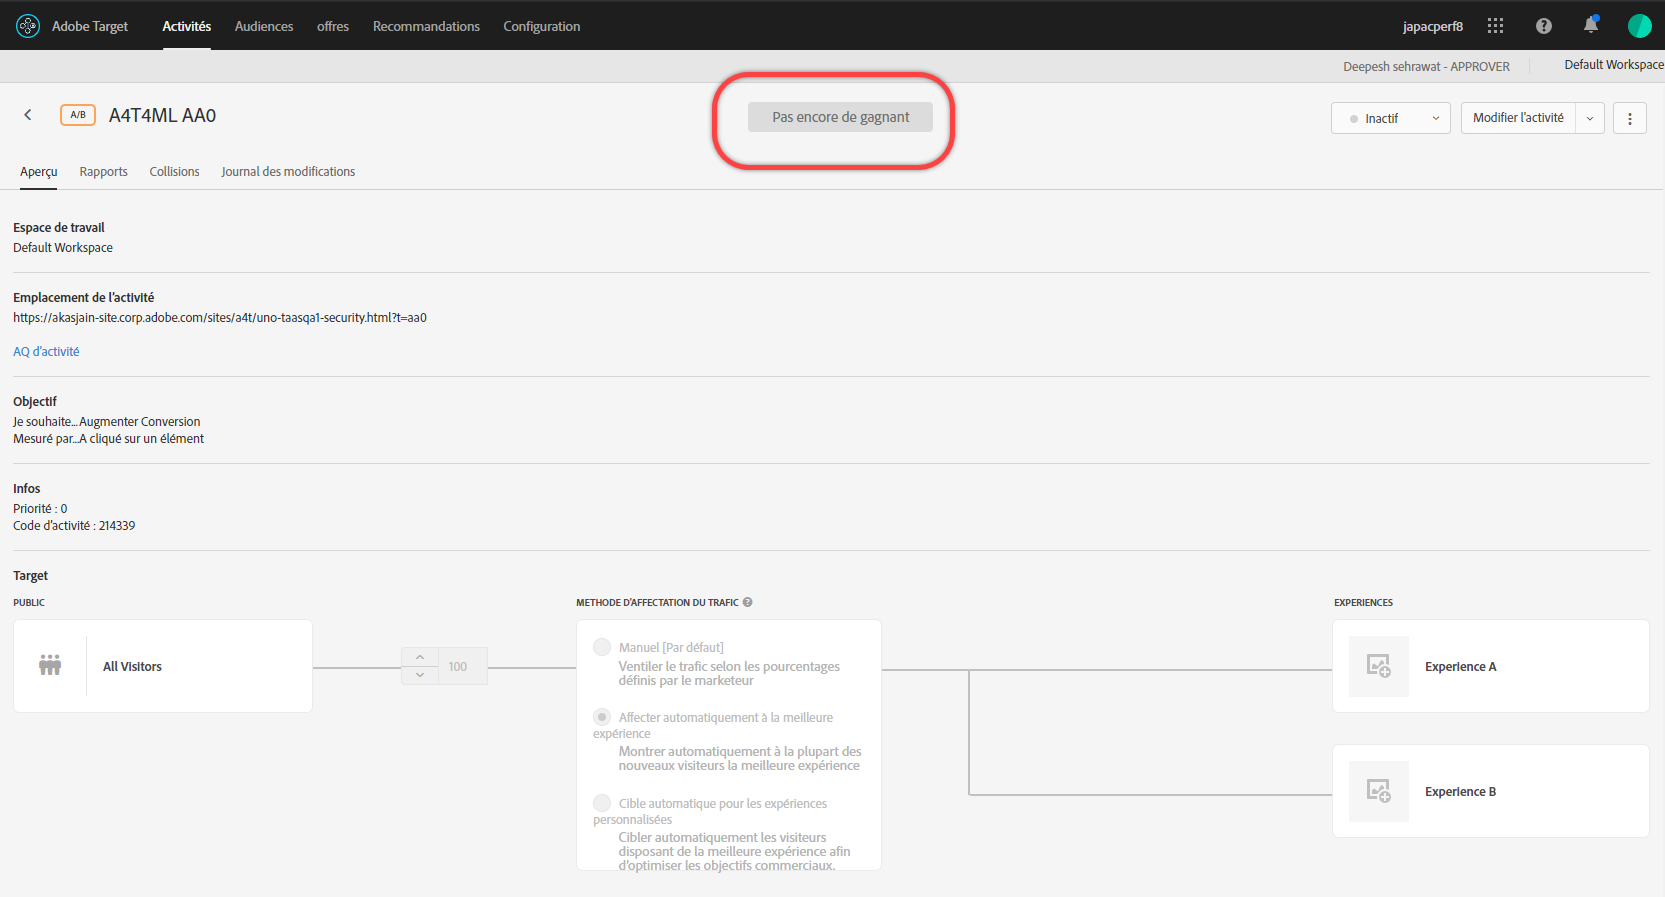 Adobe Target Activités Audiences offres Recommandations Configuration japacperf8
Deepesh sehrawat - APPROVER Default Workspace
A/B A4T4ML AA0 Pas encore de gagnant Inactif Modifier l'activité
Aperçu Rapports Collisions Journal des modifications
Espace de travail
Default Workspace
Emplacement de l'activité
https://akasjain-site.corp.adobe.com/sites/a4t/uno-taasqa1-security.html?t=aa0
AQ d'activité
Objectif
Je souhaite...Augmenter Conversion
Mesuré par...A cliqué sur un élément
Infos
Priorité : 0
Code d'activité : 214339
Target
PUBLIC METHODE D'AFFECTATION DU TRAFIC EXPERIENCES
All Visitors
100
Manuel [Par défaut]
Ventiler le trafic selon les pourcentages
définis par le marketeur
Affecter automatiquement à la meilleure
expérience
Montrer automatiquement à la plupart des
nouveaux visiteurs la meilleure expérience
Cible automatique pour les expériences
personnalisées
Cibler automatiquement les visiteurs
disposant de la meilleure expérience afin
d'optimiser les objectifs commerciaux.
Experience A
Experience B